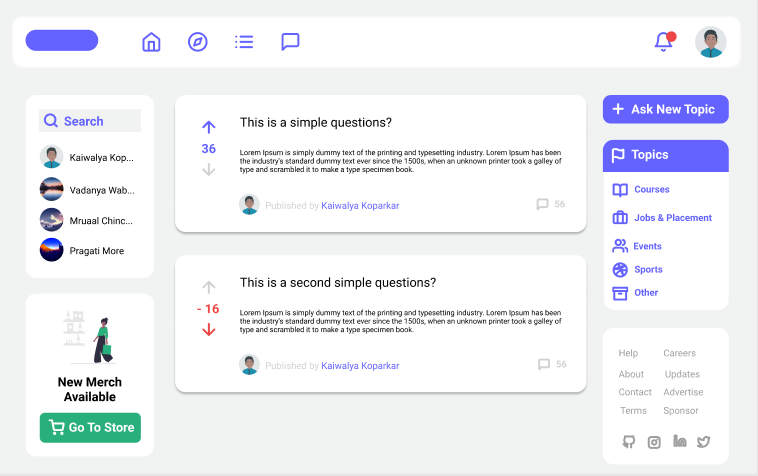 Search
Kaiwalya Kop...
Vadanya Wab...
Mruaal Chinc...
Pragati More
New Merch
Available
Go To Store
36
This is a simple questions?
Lorem Ipsum is simply dummy text of the printing and typesetting industry. Lorem Ipsum has been
the industry's standard dummy text ever since the 1500s, when an unknown printer took a galley of
type and scrambled it to make a type specimen book.
Published by Kaiwalya Koparkar
56
- 16
This is a second simple questions?
Lorem Ipsum is simply dummy text of the printing and typesetting industry. Lorem Ipsum has been
the industry's standard dummy text ever since the 1500s, when an unknown printer took a galley of
type and scrambled it to make a type specimen book.
Published by Kaiwalya Koparkar
56
Ask New Topic
Topics
Courses
Jobs & Placement
Events
Sports
Other
Help Careers
About Updates
Contact Advertise
Terms Sponsor